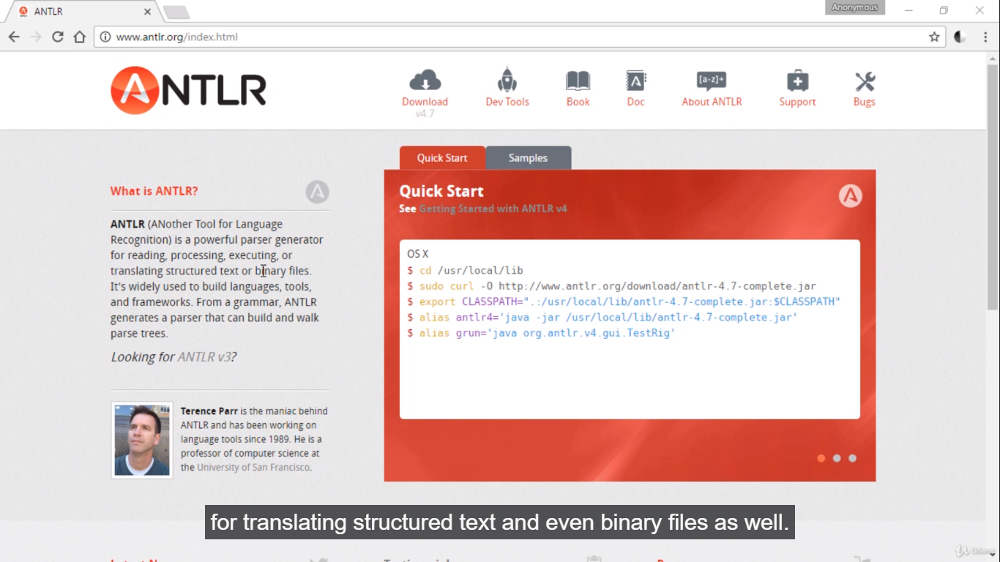 ANTLR
Anonymous
www.antlr.org/index.html
ANTLR
[a-z]+
Download
Dev Tools
Book
Doc
About ANTLR
Support
Bugs
v4.7
Quick Start
Samples
What is ANTLR?
ANTLR (ANother Tool for Language
Recognition) is a powerful parser generator
for reading, processing, executing, or
translating structured text or binary files.
It's widely used to build languages, tools,
and frameworks. From a grammar, ANTLR
generates a parser that can build and walk
parse trees.
Looking for ANTLR v3?
Terence Parr is the maniac behind
ANTLR and has been working on
language tools since 1989. He is a
professor of computer science at
the University of San Francisco.
Quick Start
See Getting Started with ANTLR v4
OS X
$ cd /usr/local/lib
$ sudo curl -O http://www.antlr.org/download/antlr-4.7-complete.jar
$ export CLASSPATH=".:/usr/local/lib/antlr-4.7-complete.jar:$CLASSPATH"
$ alias antlr4='java -jar /usr/local/lib/antlr-4.7-complete.jar'
$ alias grun='java org.antlr.v4.gui.TestRig'
for translating structured text and even binary files as well.
Udemy